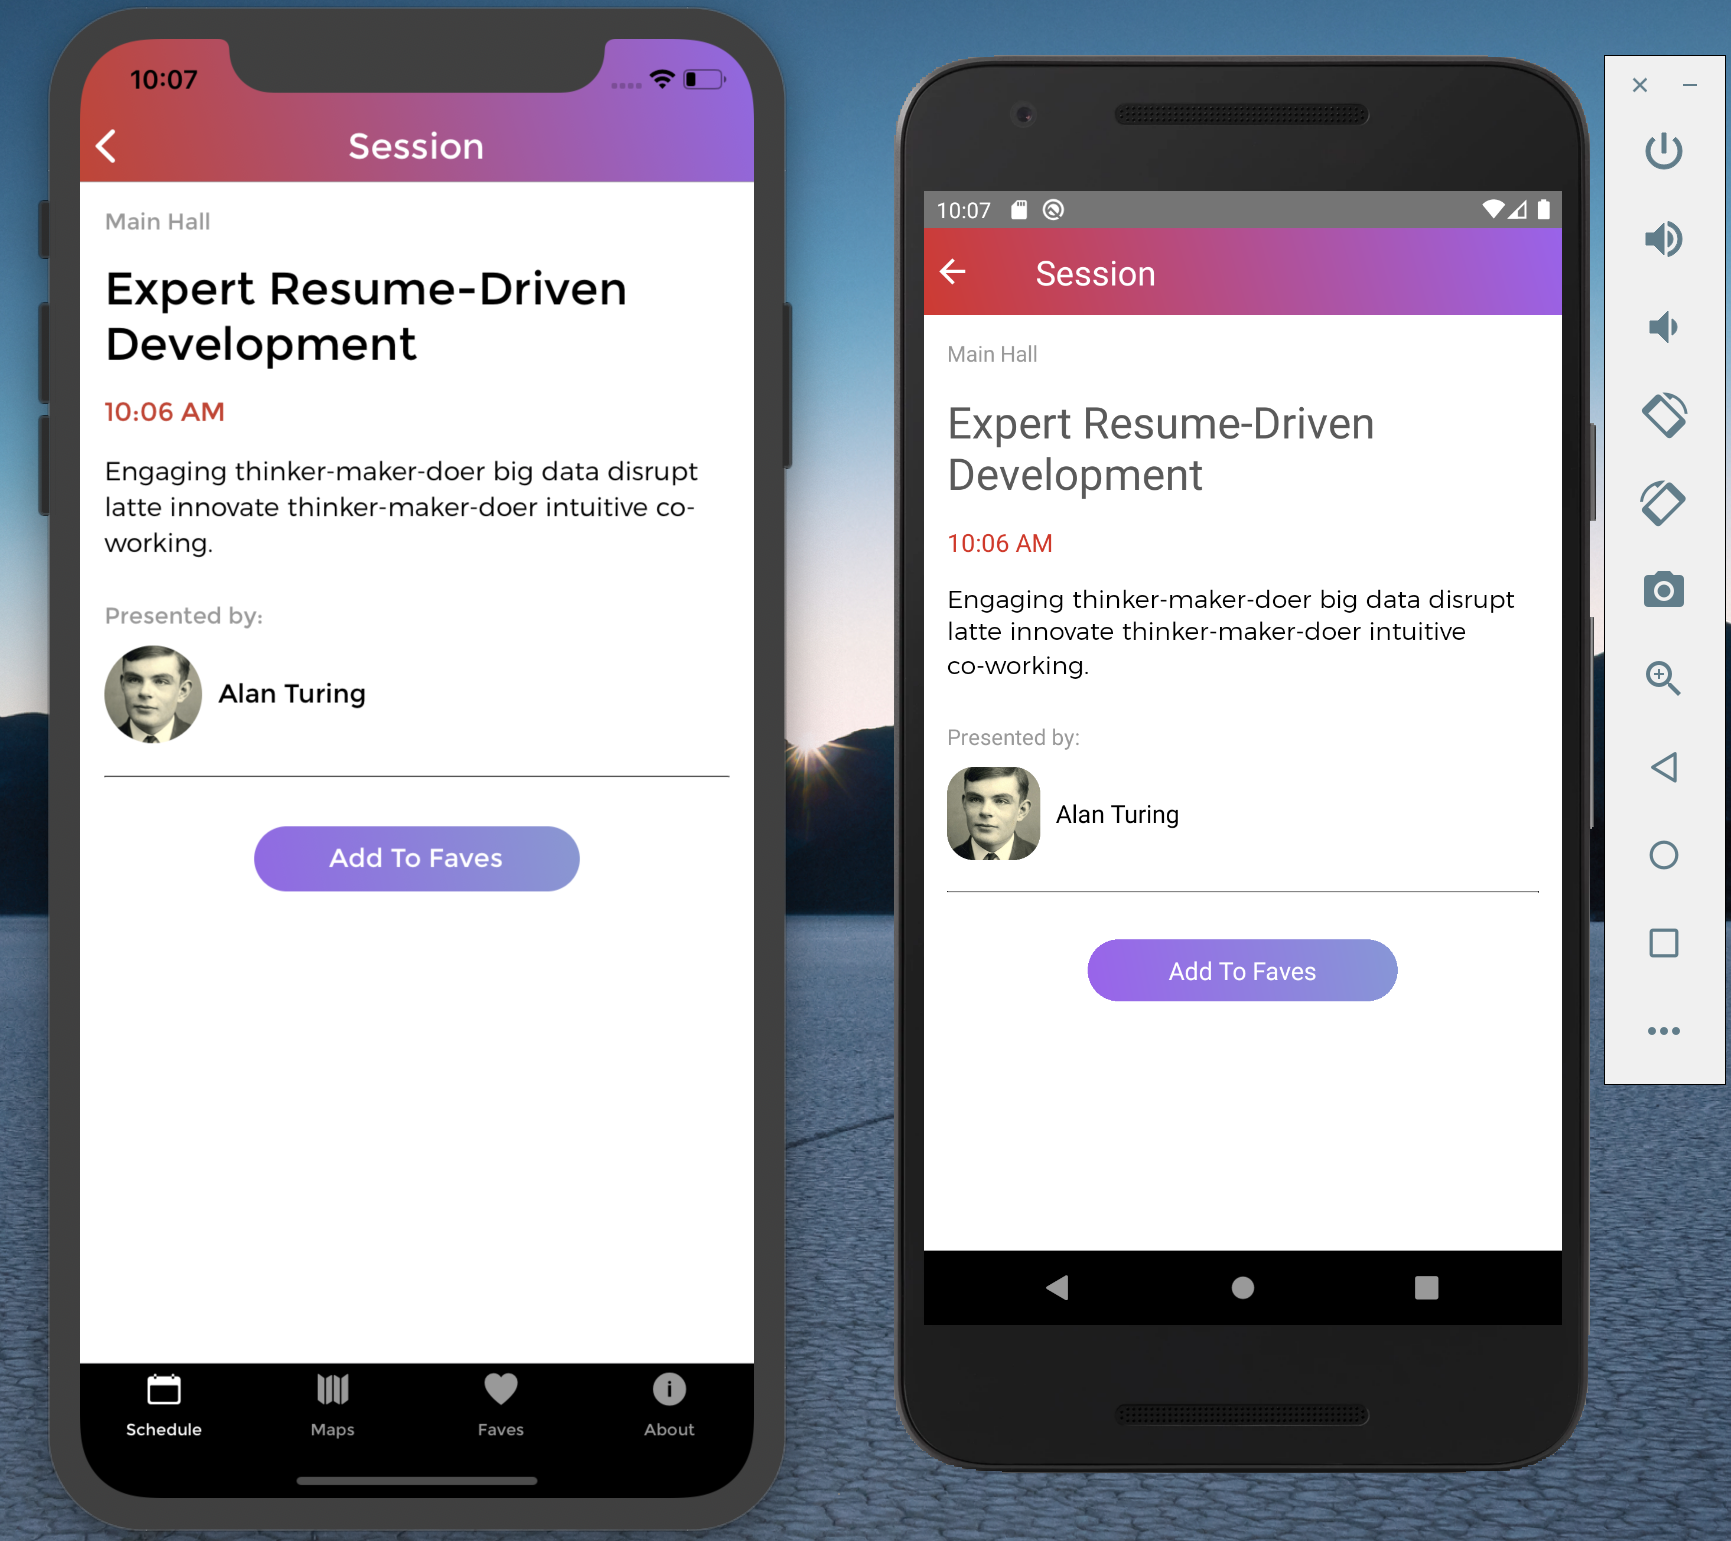 10:07
Session
Main Hall
Expert Resume-Driven
Development
10:06 AM
Engaging thinker-maker-doer big data disrupt
latte innovate thinker-maker-doer intuitive co-
working.
Presented by:
Alan Turing
Add To Faves
Schedule
Maps
Faves
About
10:07
Session
Main Hall
Expert Resume-Driven
Development
10:06 AM
Engaging thinker-maker-doer big data disrupt
latte innovate thinker-maker-doer intuitive
co-working.
Presented by:
Alan Turing
Add To Faves